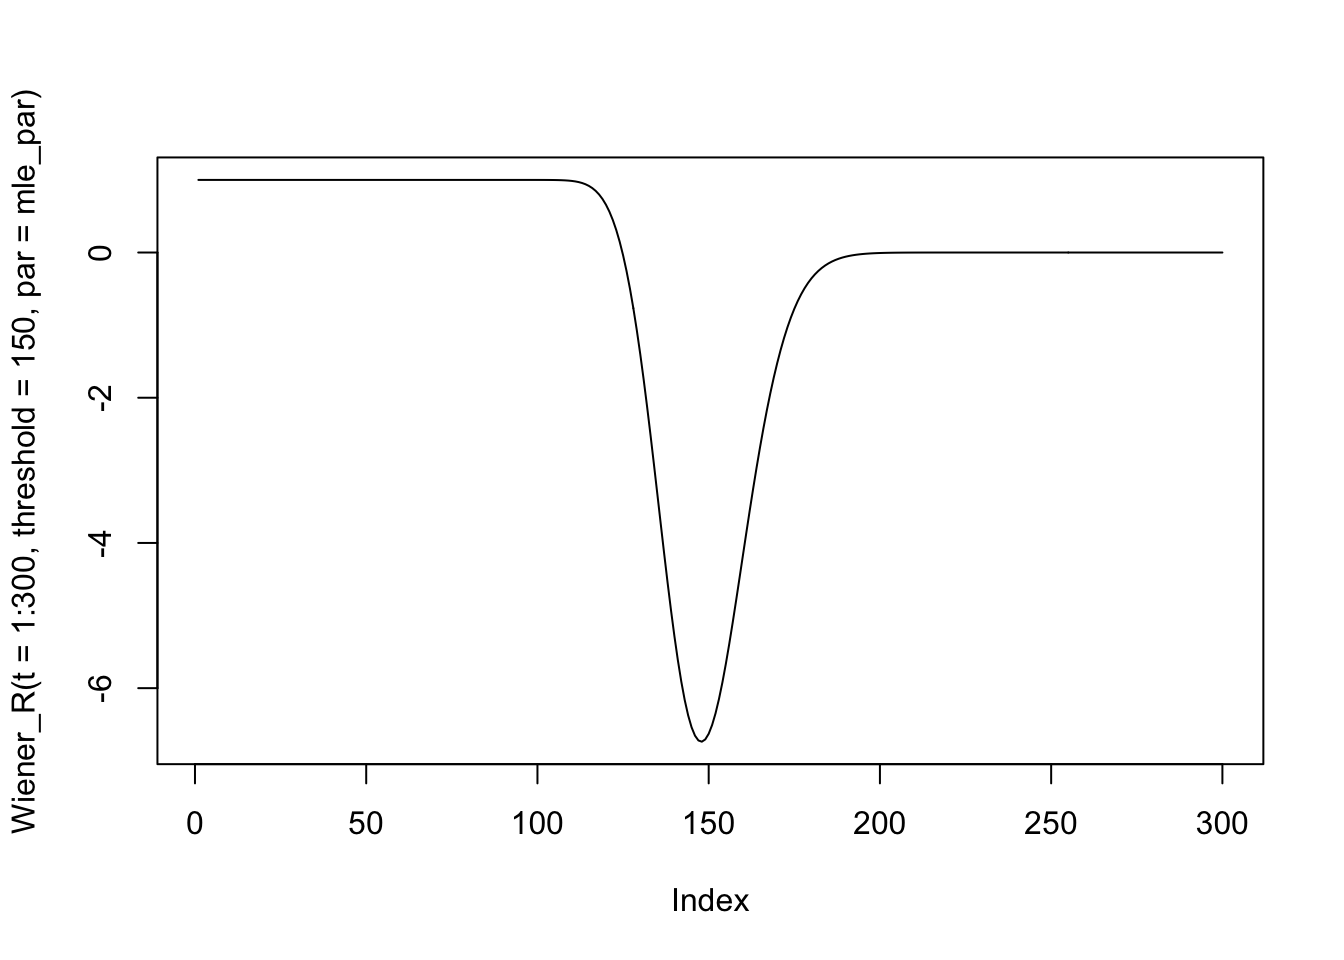 Wiener_R(t = 1:300, threshold = 150, par = mle_par)
0
-2
-4
-6
0 50 100 150 200 250 300
Index